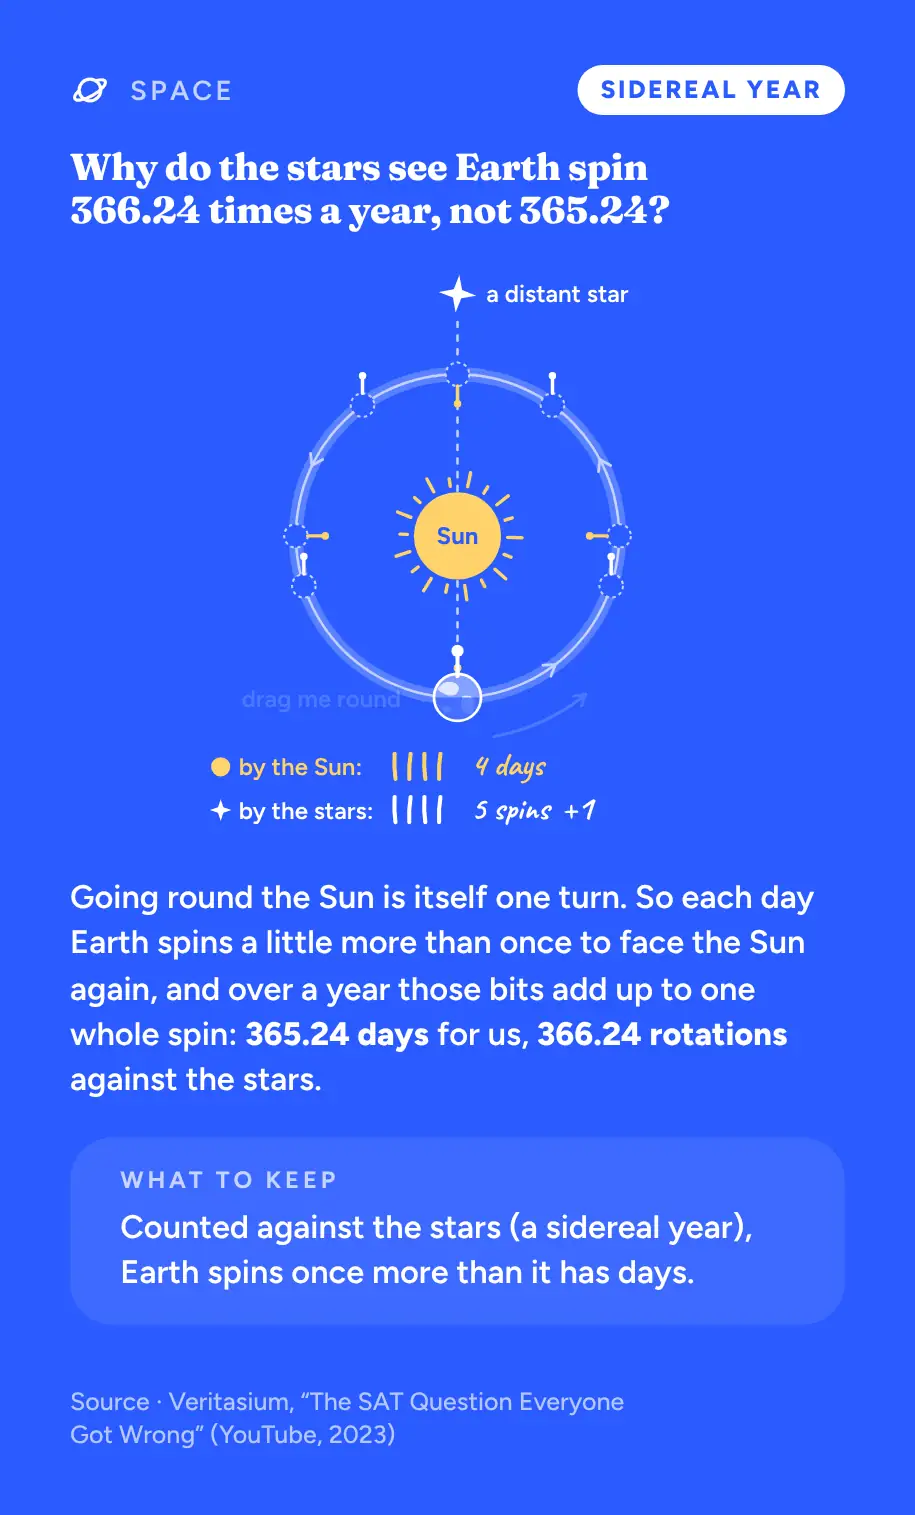 SPACE
SIDEREAL YEAR
Why do the stars see Earth spin
366.24 times a year, not 365.24?
a distant star
Sun
drag me round
by the Sun: 4 days
by the stars: 5 spins +1
Going round the Sun is itself one turn. So each day
Earth spins a little more than once to face the Sun
again, and over a year those bits add up to one
whole spin: 365.24 days for us, 366.24 rotations
against the stars.
WHAT TO KEEP
Counted against the stars (a sidereal year),
Earth spins once more than it has days.
Source · Veritasium, “The SAT Question Everyone
Got Wrong” (YouTube, 2023)